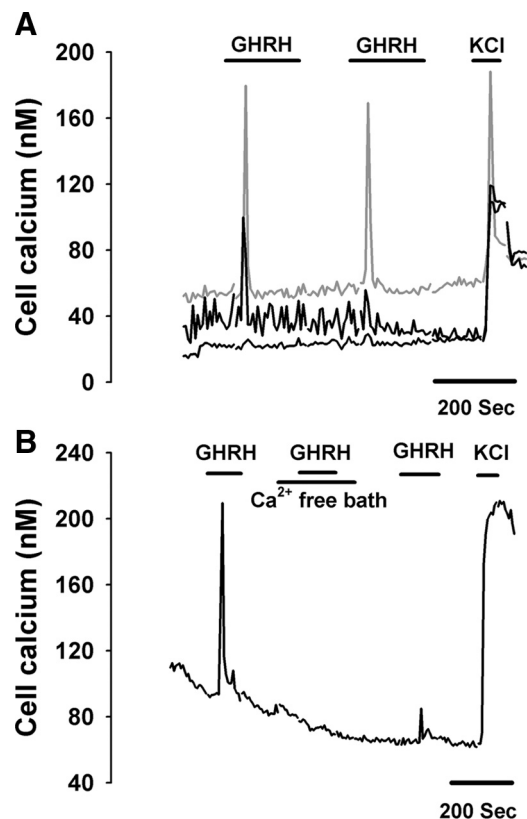 A
GHRH GHRH KCl
200
160
120
80
40
0
Cell calcium (nM)
200 Sec
B
GHRH GHRH GHRH KCl
Ca²⁺ free bath
240
200
160
120
80
40
Cell calcium (nM)
200 Sec